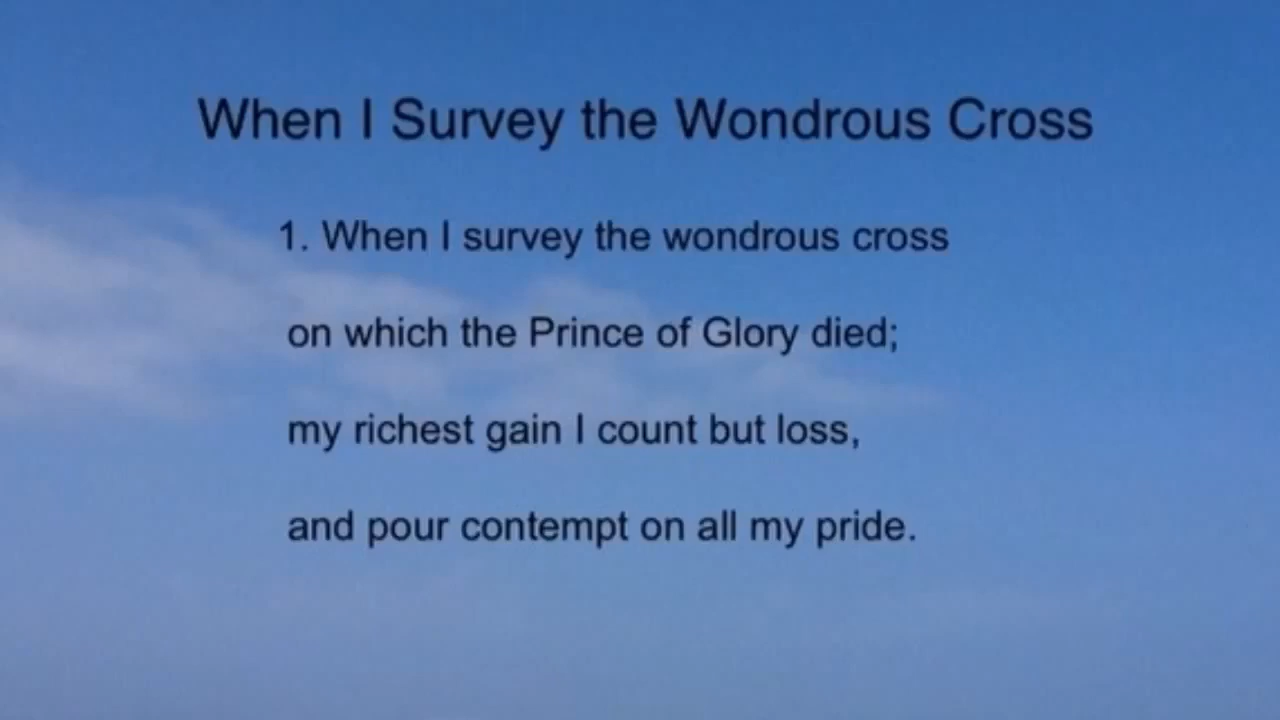 When I Survey the Wondrous Cross
1. When I survey the wondrous cross
on which the Prince of Glory died;
my richest gain I count but loss,
and pour contempt on all my pride.